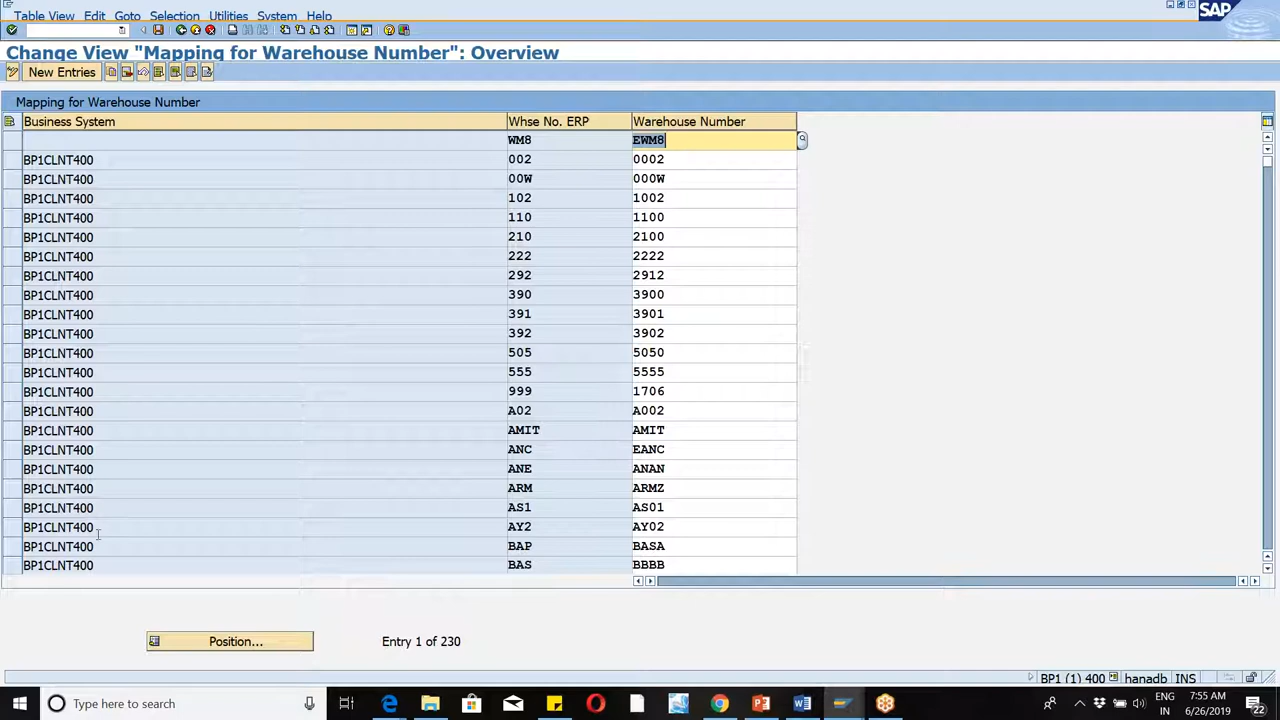 Table View Edit Goto Selection Utilities System Help
SAP
Change View "Mapping for Warehouse Number": Overview
New Entries
Mapping for Warehouse Number
Business System Whse No. ERP Warehouse Number
WM8 EWM8
BP1CLNT400 002 0002
BP1CLNT400 00W 000W
BP1CLNT400 102 1002
BP1CLNT400 110 1100
BP1CLNT400 210 2100
BP1CLNT400 222 2222
BP1CLNT400 292 2912
BP1CLNT400 390 3900
BP1CLNT400 391 3901
BP1CLNT400 392 3902
BP1CLNT400 505 5050
BP1CLNT400 555 5555
BP1CLNT400 999 1706
BP1CLNT400 A02 A002
BP1CLNT400 AMIT AMIT
BP1CLNT400 ANC EANC
BP1CLNT400 ANE ANAN
BP1CLNT400 ARM ARMZ
BP1CLNT400 AS1 AS01
BP1CLNT400 AY2 AY02
BP1CLNT400 BAP BASA
BP1CLNT400 BAS BBBB
Position... Entry 1 of 230
BP1 (1) 400 hanadb INS
Type here to search
ENG 7:55 AM
IN 6/26/2019 22